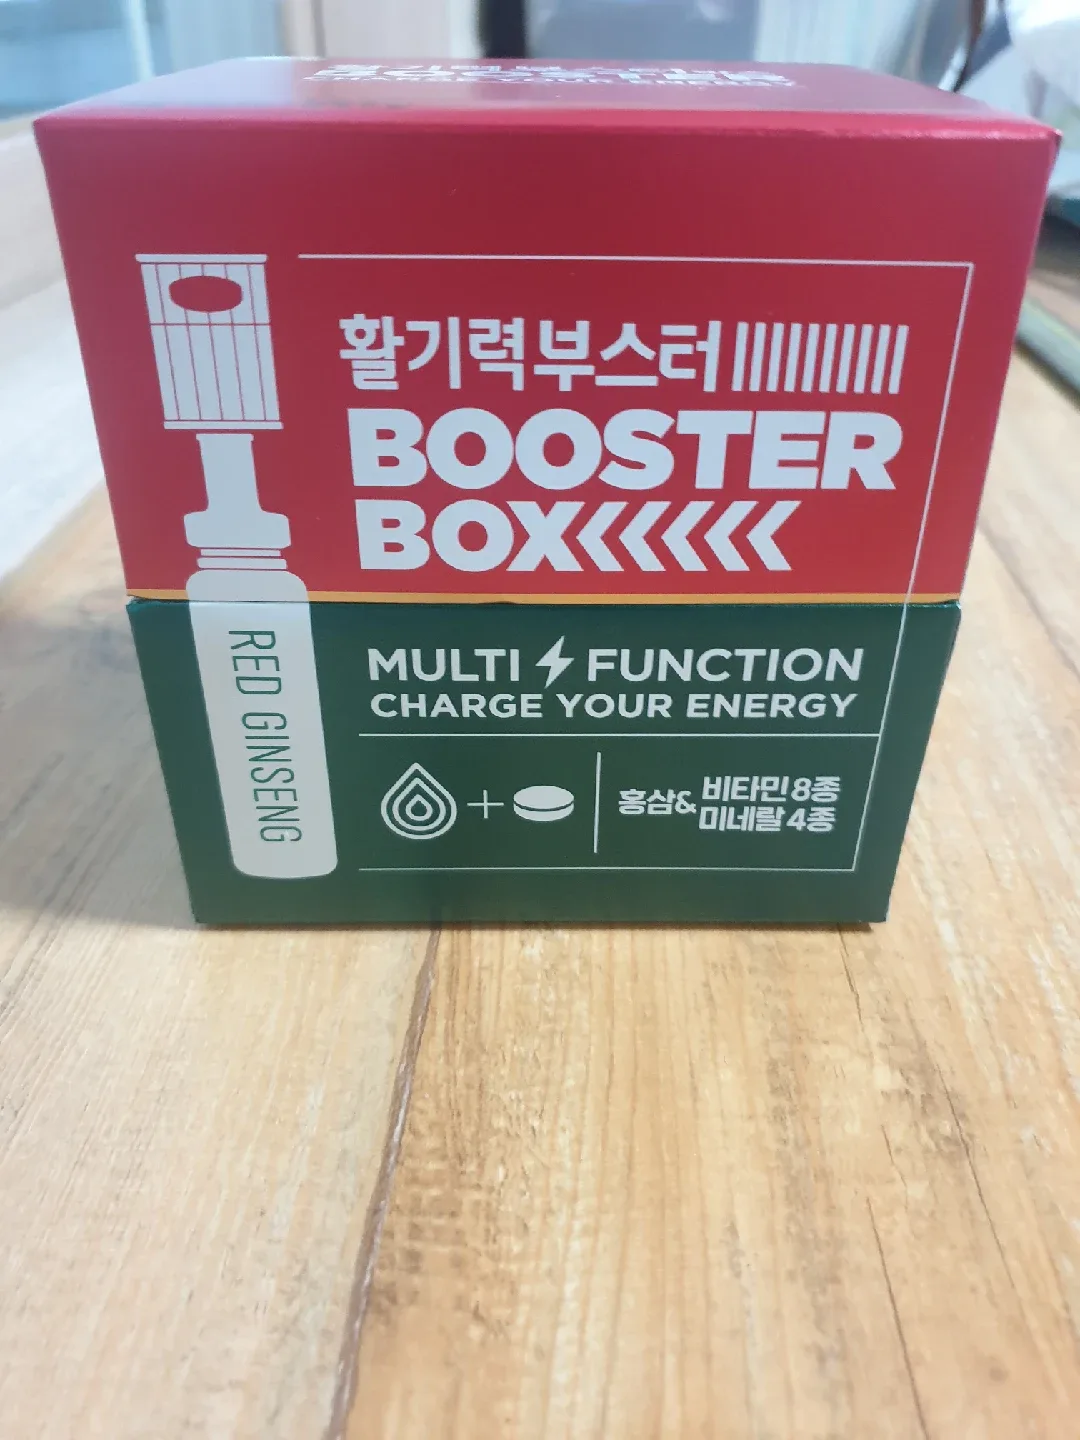 활기력 부스터
BOOSTER
BOX
MULTI FUNCTION
CHARGE YOUR ENERGY
홍삼& 비타민 8종
미네랄 4종
RED GINSENG